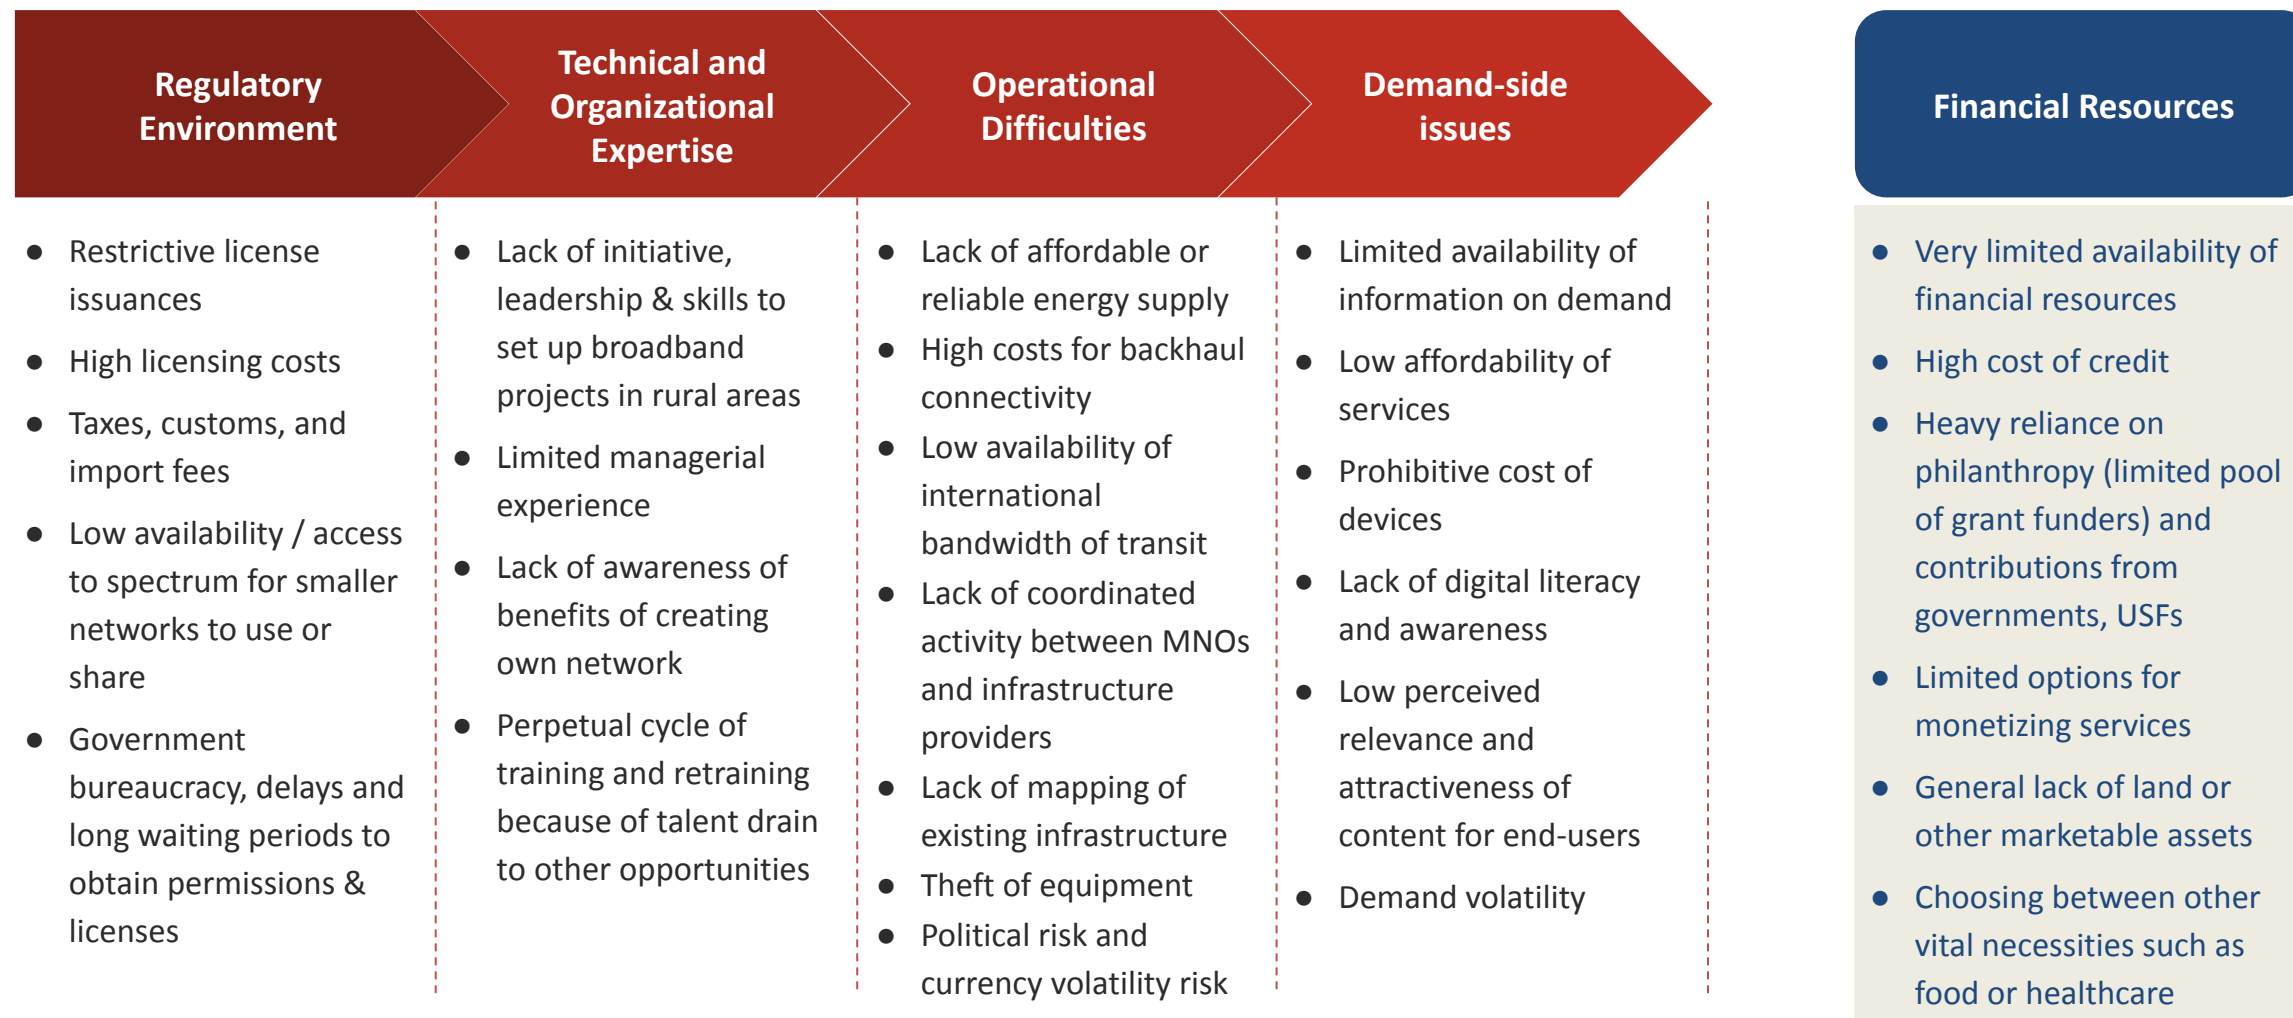 Regulatory
Environment
Technical and
Organizational
Expertise
Operational
Difficulties
Demand-side
issues
Financial Resources
● Restrictive license
issuances
● High licensing costs
● Taxes, customs, and
import fees
● Low availability / access
to spectrum for smaller
networks to use or
share
● Government
bureaucracy, delays and
long waiting periods to
obtain permissions &
licenses
● Lack of initiative,
leadership & skills to
set up broadband
projects in rural areas
● Limited managerial
experience
● Lack of awareness of
benefits of creating
own network
● Perpetual cycle of
training and retraining
because of talent drain
to other opportunities
● Lack of affordable or
reliable energy supply
● High costs for backhaul
connectivity
● Low availability of
international
bandwidth of transit
● Lack of coordinated
activity between MNOs
and infrastructure
providers
● Lack of mapping of
existing infrastructure
● Theft of equipment
● Political risk and
currency volatility risk
● Limited availability of
information on demand
● Low affordability of
services
● Prohibitive cost of
devices
● Lack of digital literacy
and awareness
● Low perceived
relevance and
attractiveness of
content for end-users
● Demand volatility
● Very limited availability of
financial resources
● High cost of credit
● Heavy reliance on
philanthropy (limited pool
of grant funders) and
contributions from
governments, USFs
● Limited options for
monetizing services
● General lack of land or
other marketable assets
● Choosing between other
vital necessities such as
food or healthcare